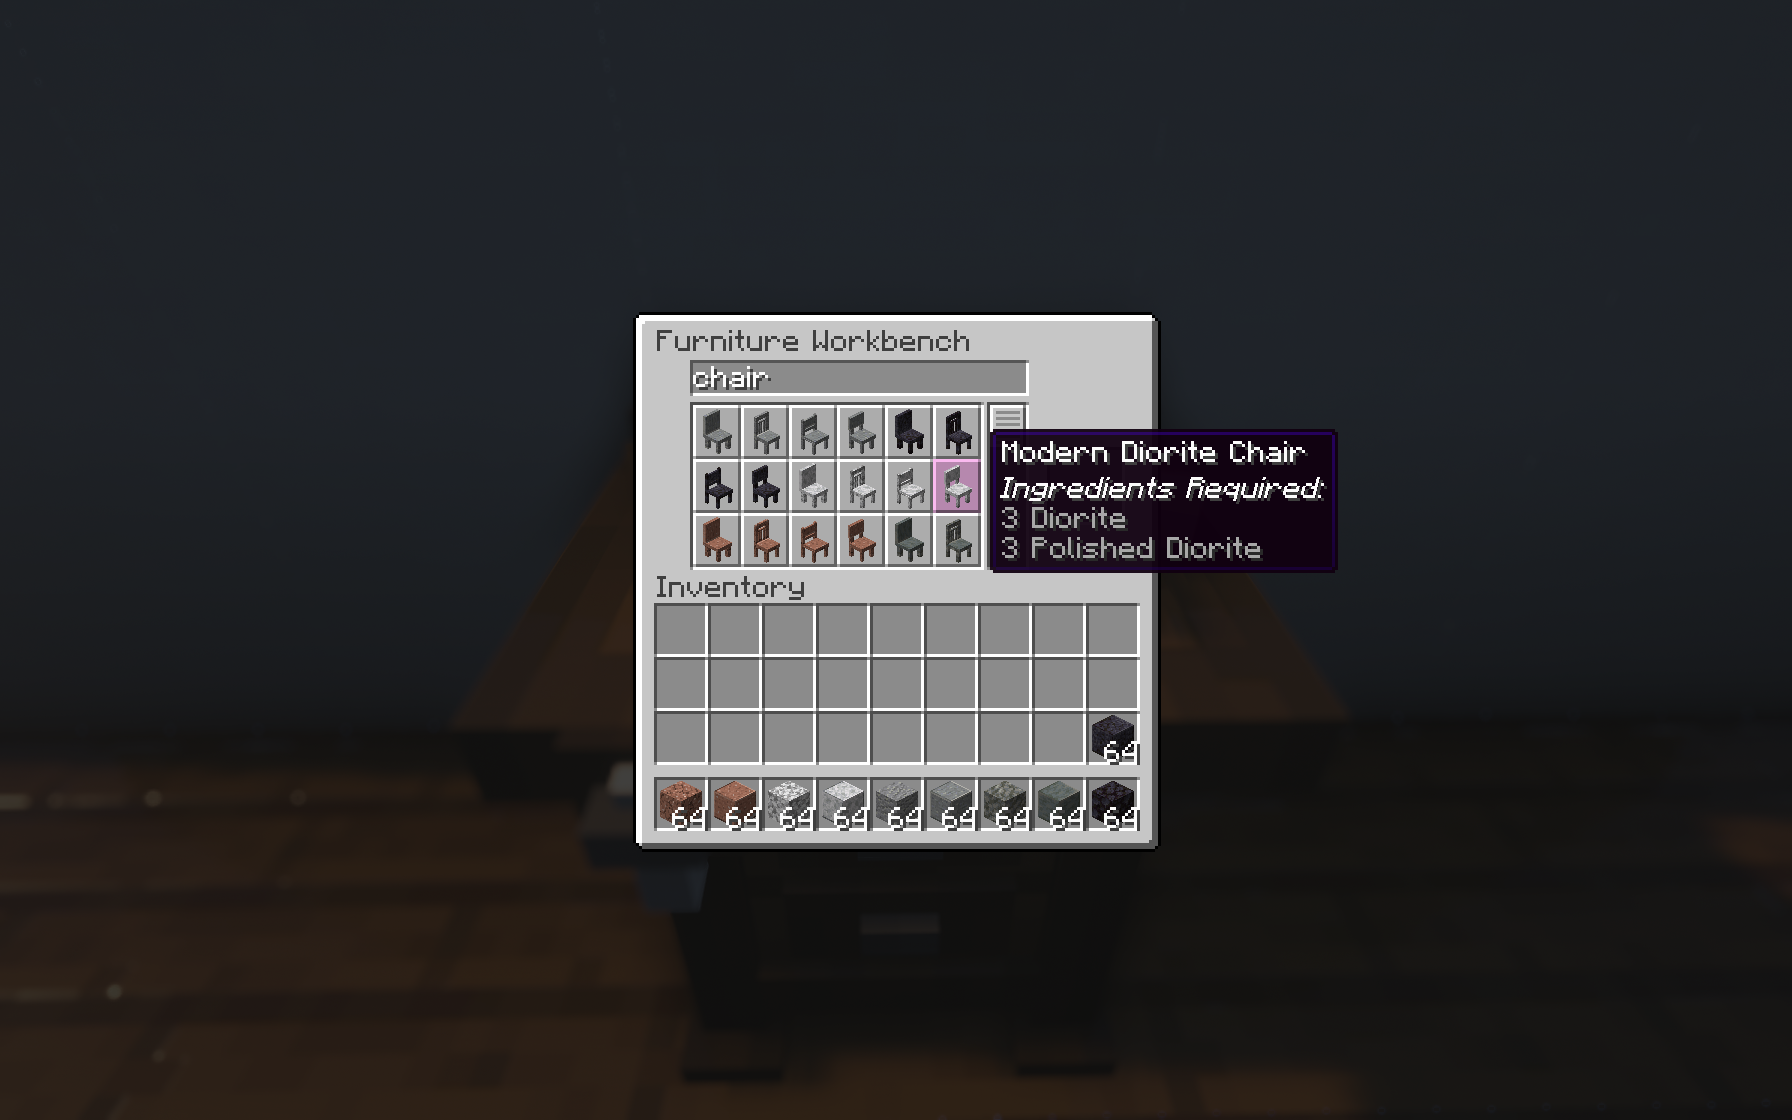 Furniture Workbench
chair
Modern Diorite Chair
Ingredients Required:
3 Diorite
3 Polished Diorite
Inventory
64
64 64 64 64 64 64 64 64 64